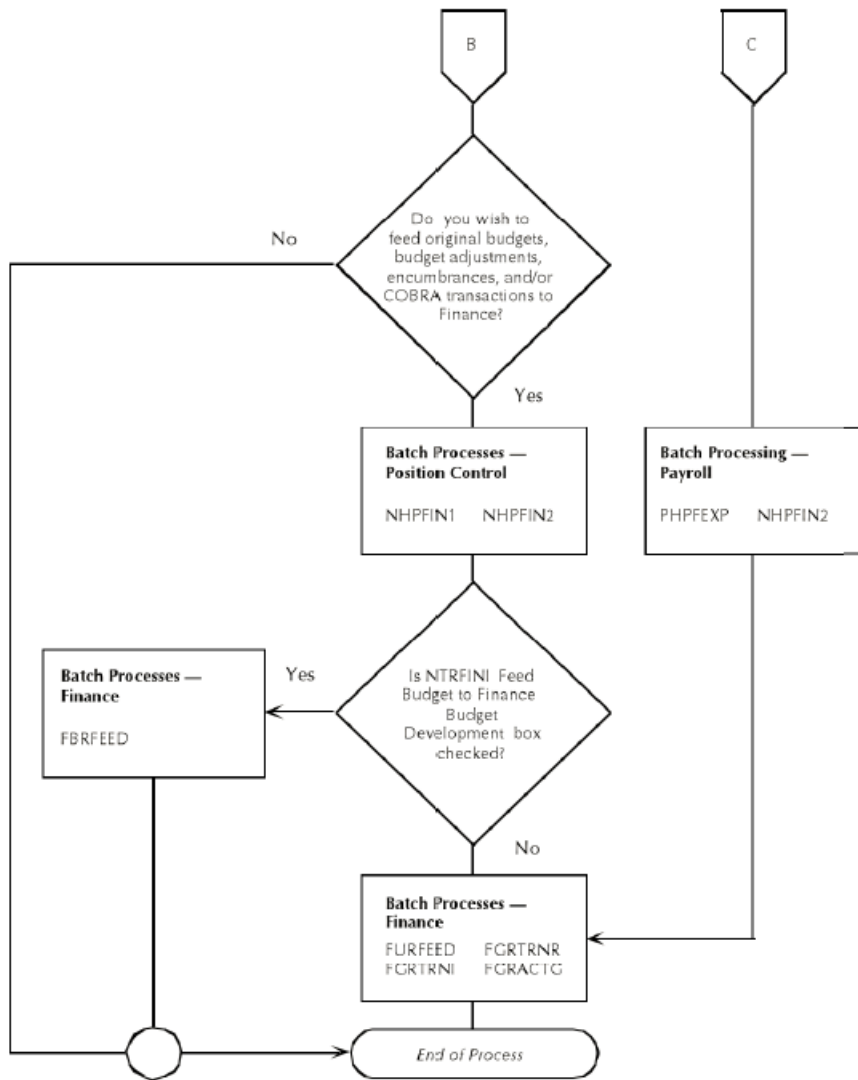 B
C
Do you wish to
feed original budgets,
budget adjustments,
encumbrances, and/or
COBRA transactions to
Finance?
No
Yes
Batch Processes —
Position Control
NHPFIN1 NHPFIN2
Batch Processing —
Payroll
PHPFEXP NHPFIN2
Is NTRFINI Feed
Budget to Finance
Budget
Development box
checked?
Yes
Batch Processes —
Finance
FBRFEED
No
Batch Processes —
Finance
FURFEED FGRTRNR
FGRTRNI FGRACTG
End of Process